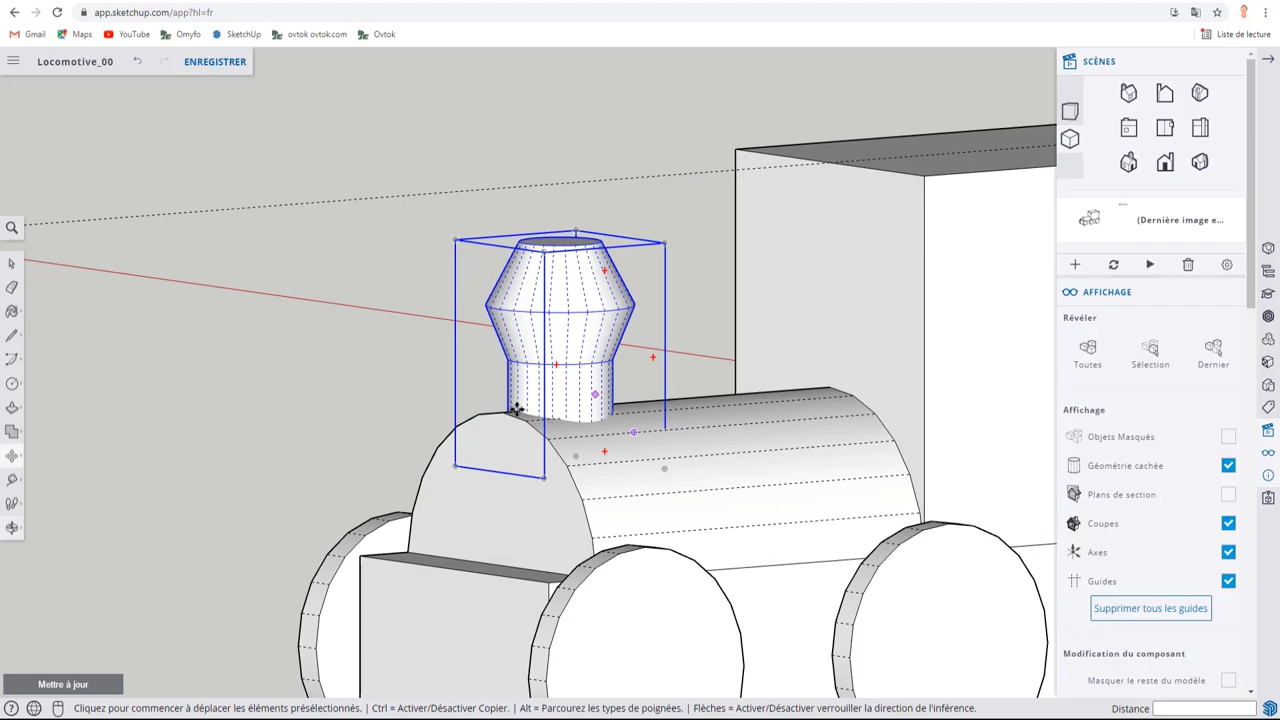 app.sketchup.com/app?hl=fr
Gmail Maps YouTube Omyfo SketchUp ovtok ovtok.com Ovtok Liste de lecture
Locomotive_00 ENREGISTRER
SCÈNES
(Dernière image e...
AFFICHAGE
Révéler
Toutes Sélection Dernier
Affichage
Objets Masqués
Géométrie cachée
Plans de section
Coupes
Axes
Guides
Supprimer tous les guides
Modification du composant
Masquer le reste du modèle
Mettre à jour
Cliquez pour commencer à déplacer les éléments présélectionnés. | Ctrl = Activer/Désactiver Copier. | Alt = Parcourez les types de poignées. | Flèches = Activer/Désactiver verrouiller la direction de l'inférence. Distance